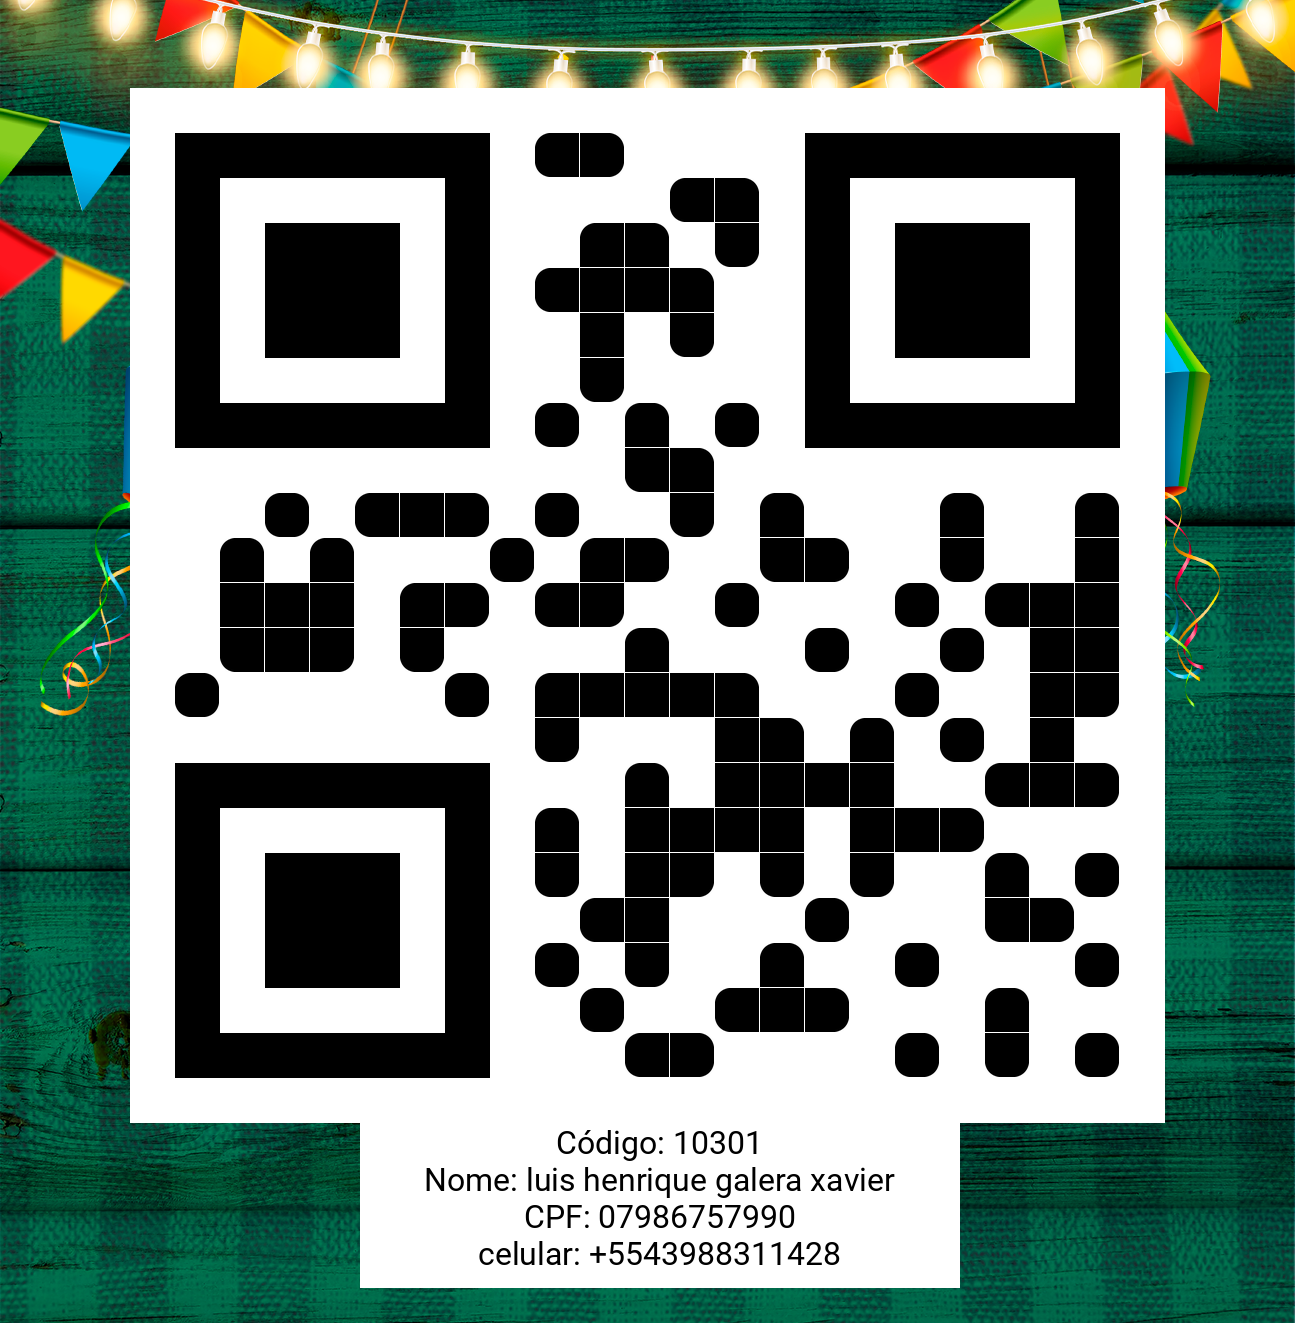 Código: 10301
Nome: luis henrique galera xavier
CPF: 07986757990
celular: +5543988311428